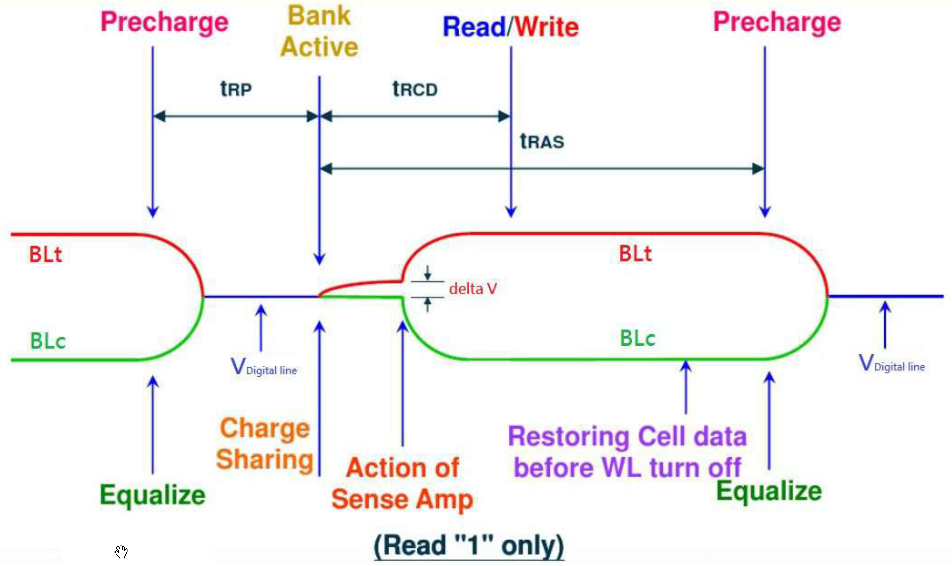 Precharge
Bank
Active
Read/Write
Precharge
tRP
tRCD
tRAS
BLt
BLt
delta V
BLc
BLc
VDigital line
VDigital line
Charge
Sharing
Action of
Sense Amp
Restoring Cell data
before WL turn off
Equalize
Equalize
(Read "1" only)